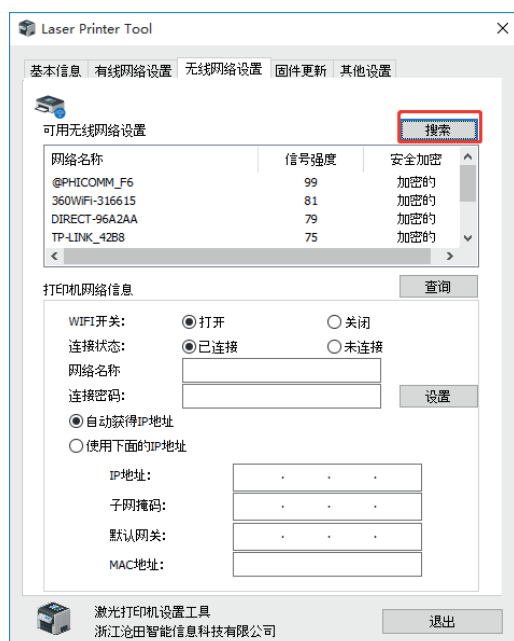 Laser Printer Tool
基本信息 有线网络设置 无线网络设置 固件更新 其他设置
可用无线网络设置 搜索
网络名称 信号强度 安全加密
@PHICOMM_F6 99 加密的
360WiFi-316615 81 加密的
DIRECT-96A2AA 79 加密的
TP-LINK_42B8 75 加密的
打印机网络信息 查询
WIFI开关: 打开 关闭
连接状态: 已连接 未连接
网络名称
连接密码: 设置
自动获得IP地址
使用下面的IP地址
IP地址:
子网掩码:
默认网关:
MAC地址:
激光打印机设置工具
浙江沧田智能信息科技有限公司 退出